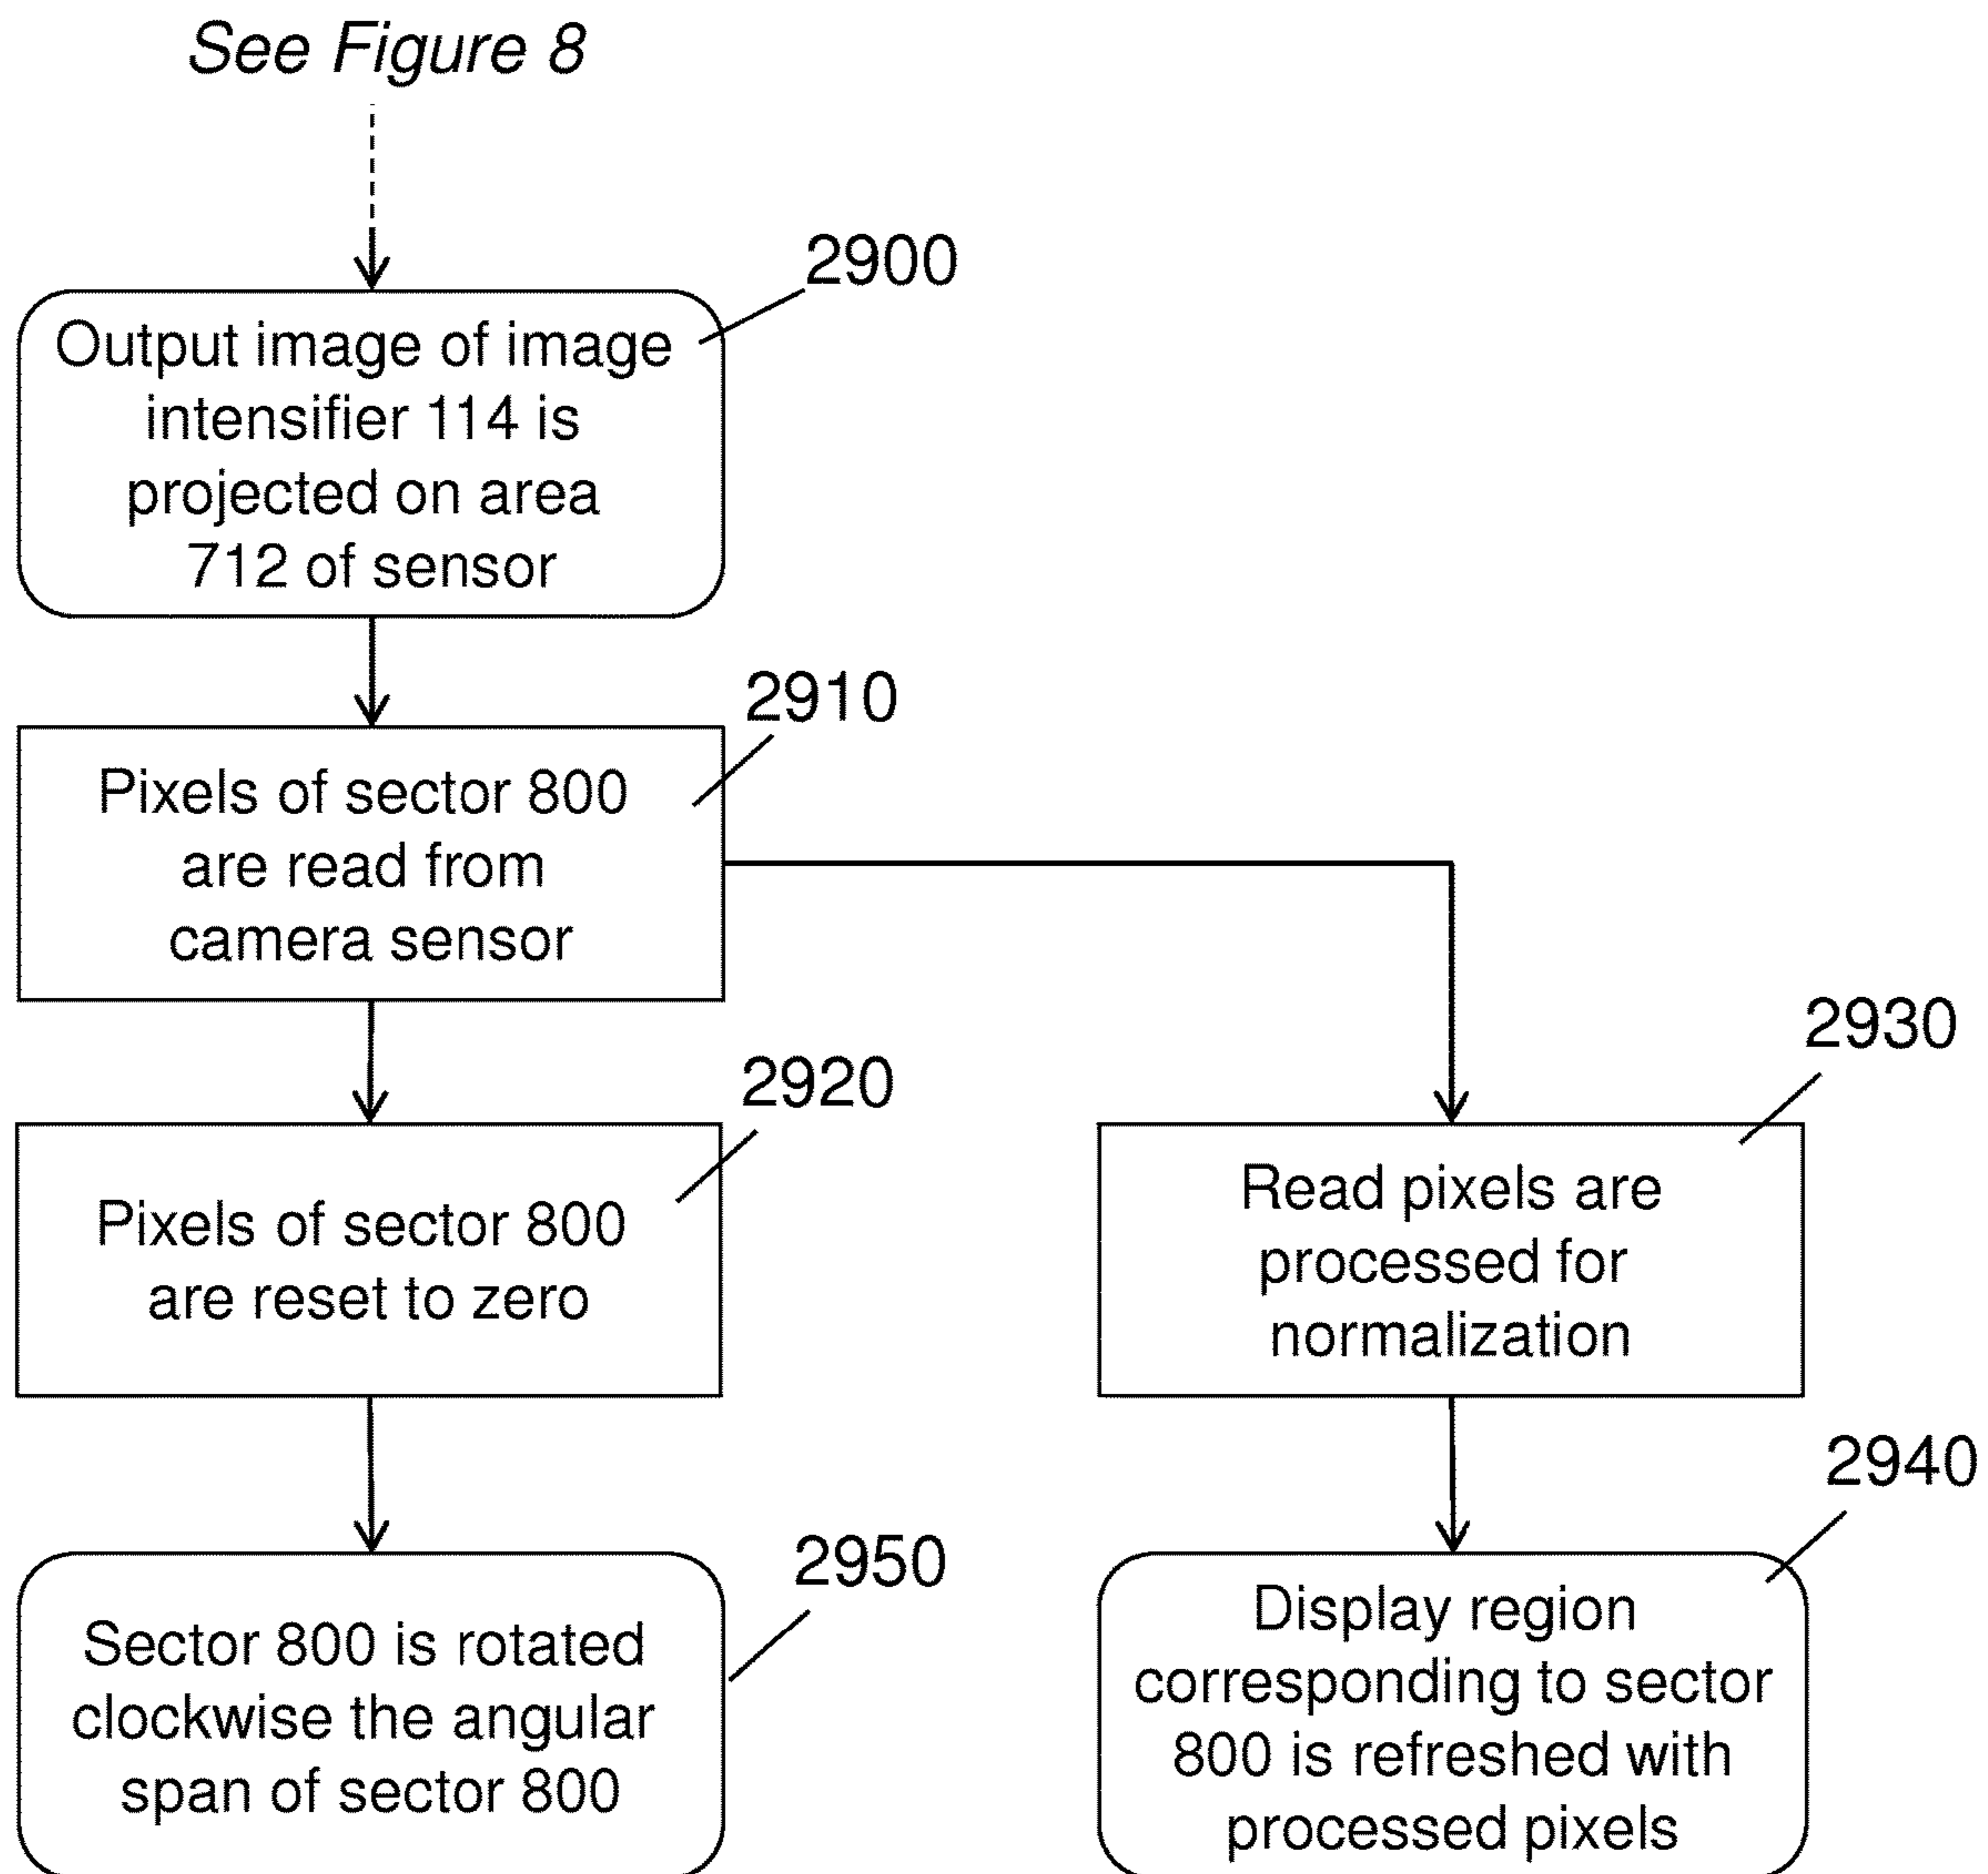 See Figure 8
2900
Output image of image
intensifier 114 is
projected on area
712 of sensor
2910
Pixels of sector 800
are read from
camera sensor
2920
Pixels of sector 800
are reset to zero
2930
Read pixels are
processed for
normalization
2940
Display region
corresponding to sector
800 is refreshed with
processed pixels
2950
Sector 800 is rotated
clockwise the angular
span of sector 800